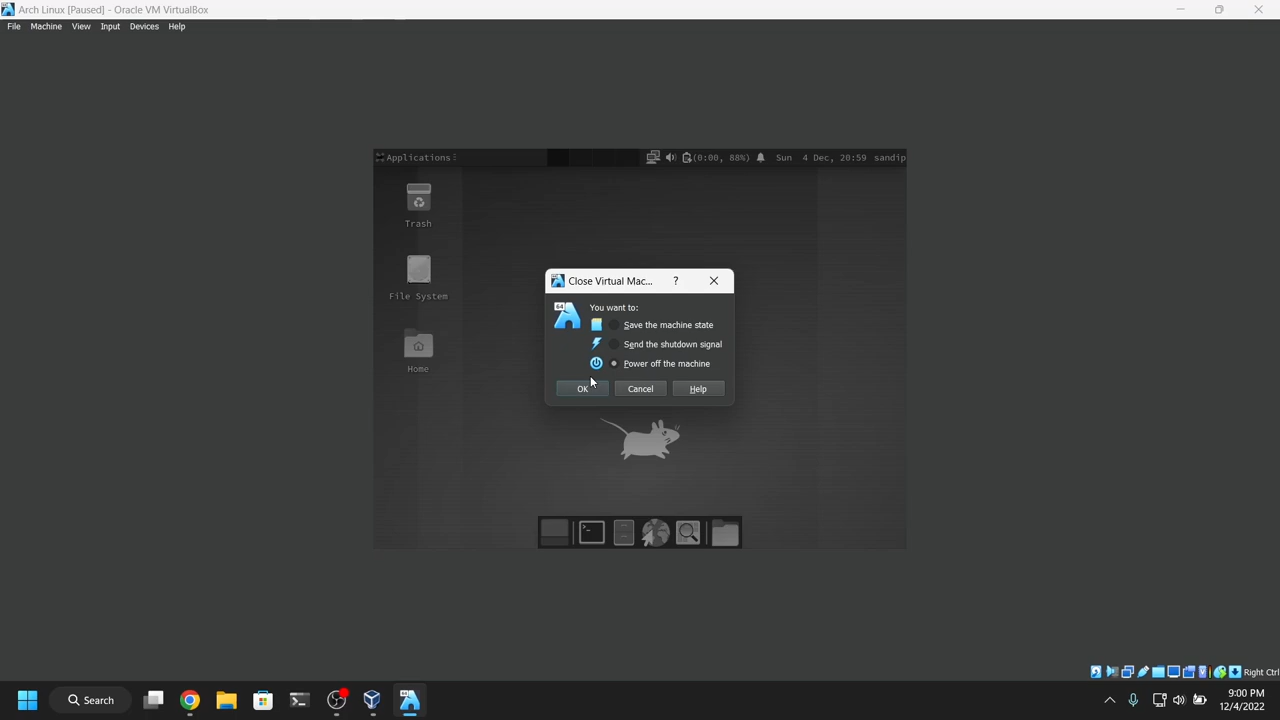 Arch Linux [Paused] - Oracle VM VirtualBox
File Machine View Input Devices Help
Applications
(0:00, 88%) Sun 4 Dec, 20:59 sandip
Trash
File System
Home
Close Virtual Mac... ?
64
You want to:
Save the machine state
Send the shutdown signal
Power off the machine
OK Cancel Help
Right Ctrl
Search
9:00 PM
12/4/2022